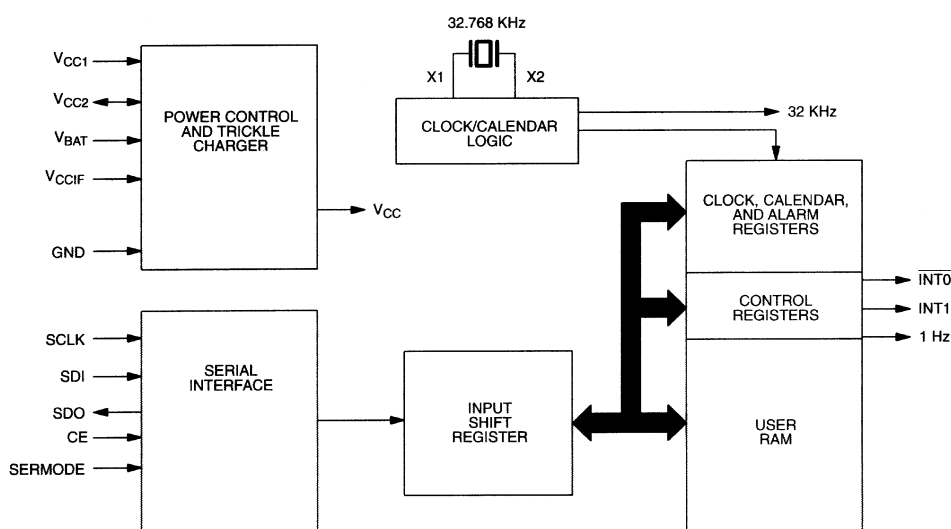 32.768 KHz
X1
X2
CLOCK/CALENDAR
LOGIC
32 KHz
VCC1
VCC2
VBAT
VCCIF
GND
POWER CONTROL
AND TRICKLE
CHARGER
VCC
CLOCK, CALENDAR,
AND ALARM
REGISTERS
CONTROL
REGISTERS
INT0
INT1
1 Hz
USER
RAM
SCLK
SDI
SDO
CE
SERMODE
SERIAL
INTERFACE
INPUT
SHIFT
REGISTER